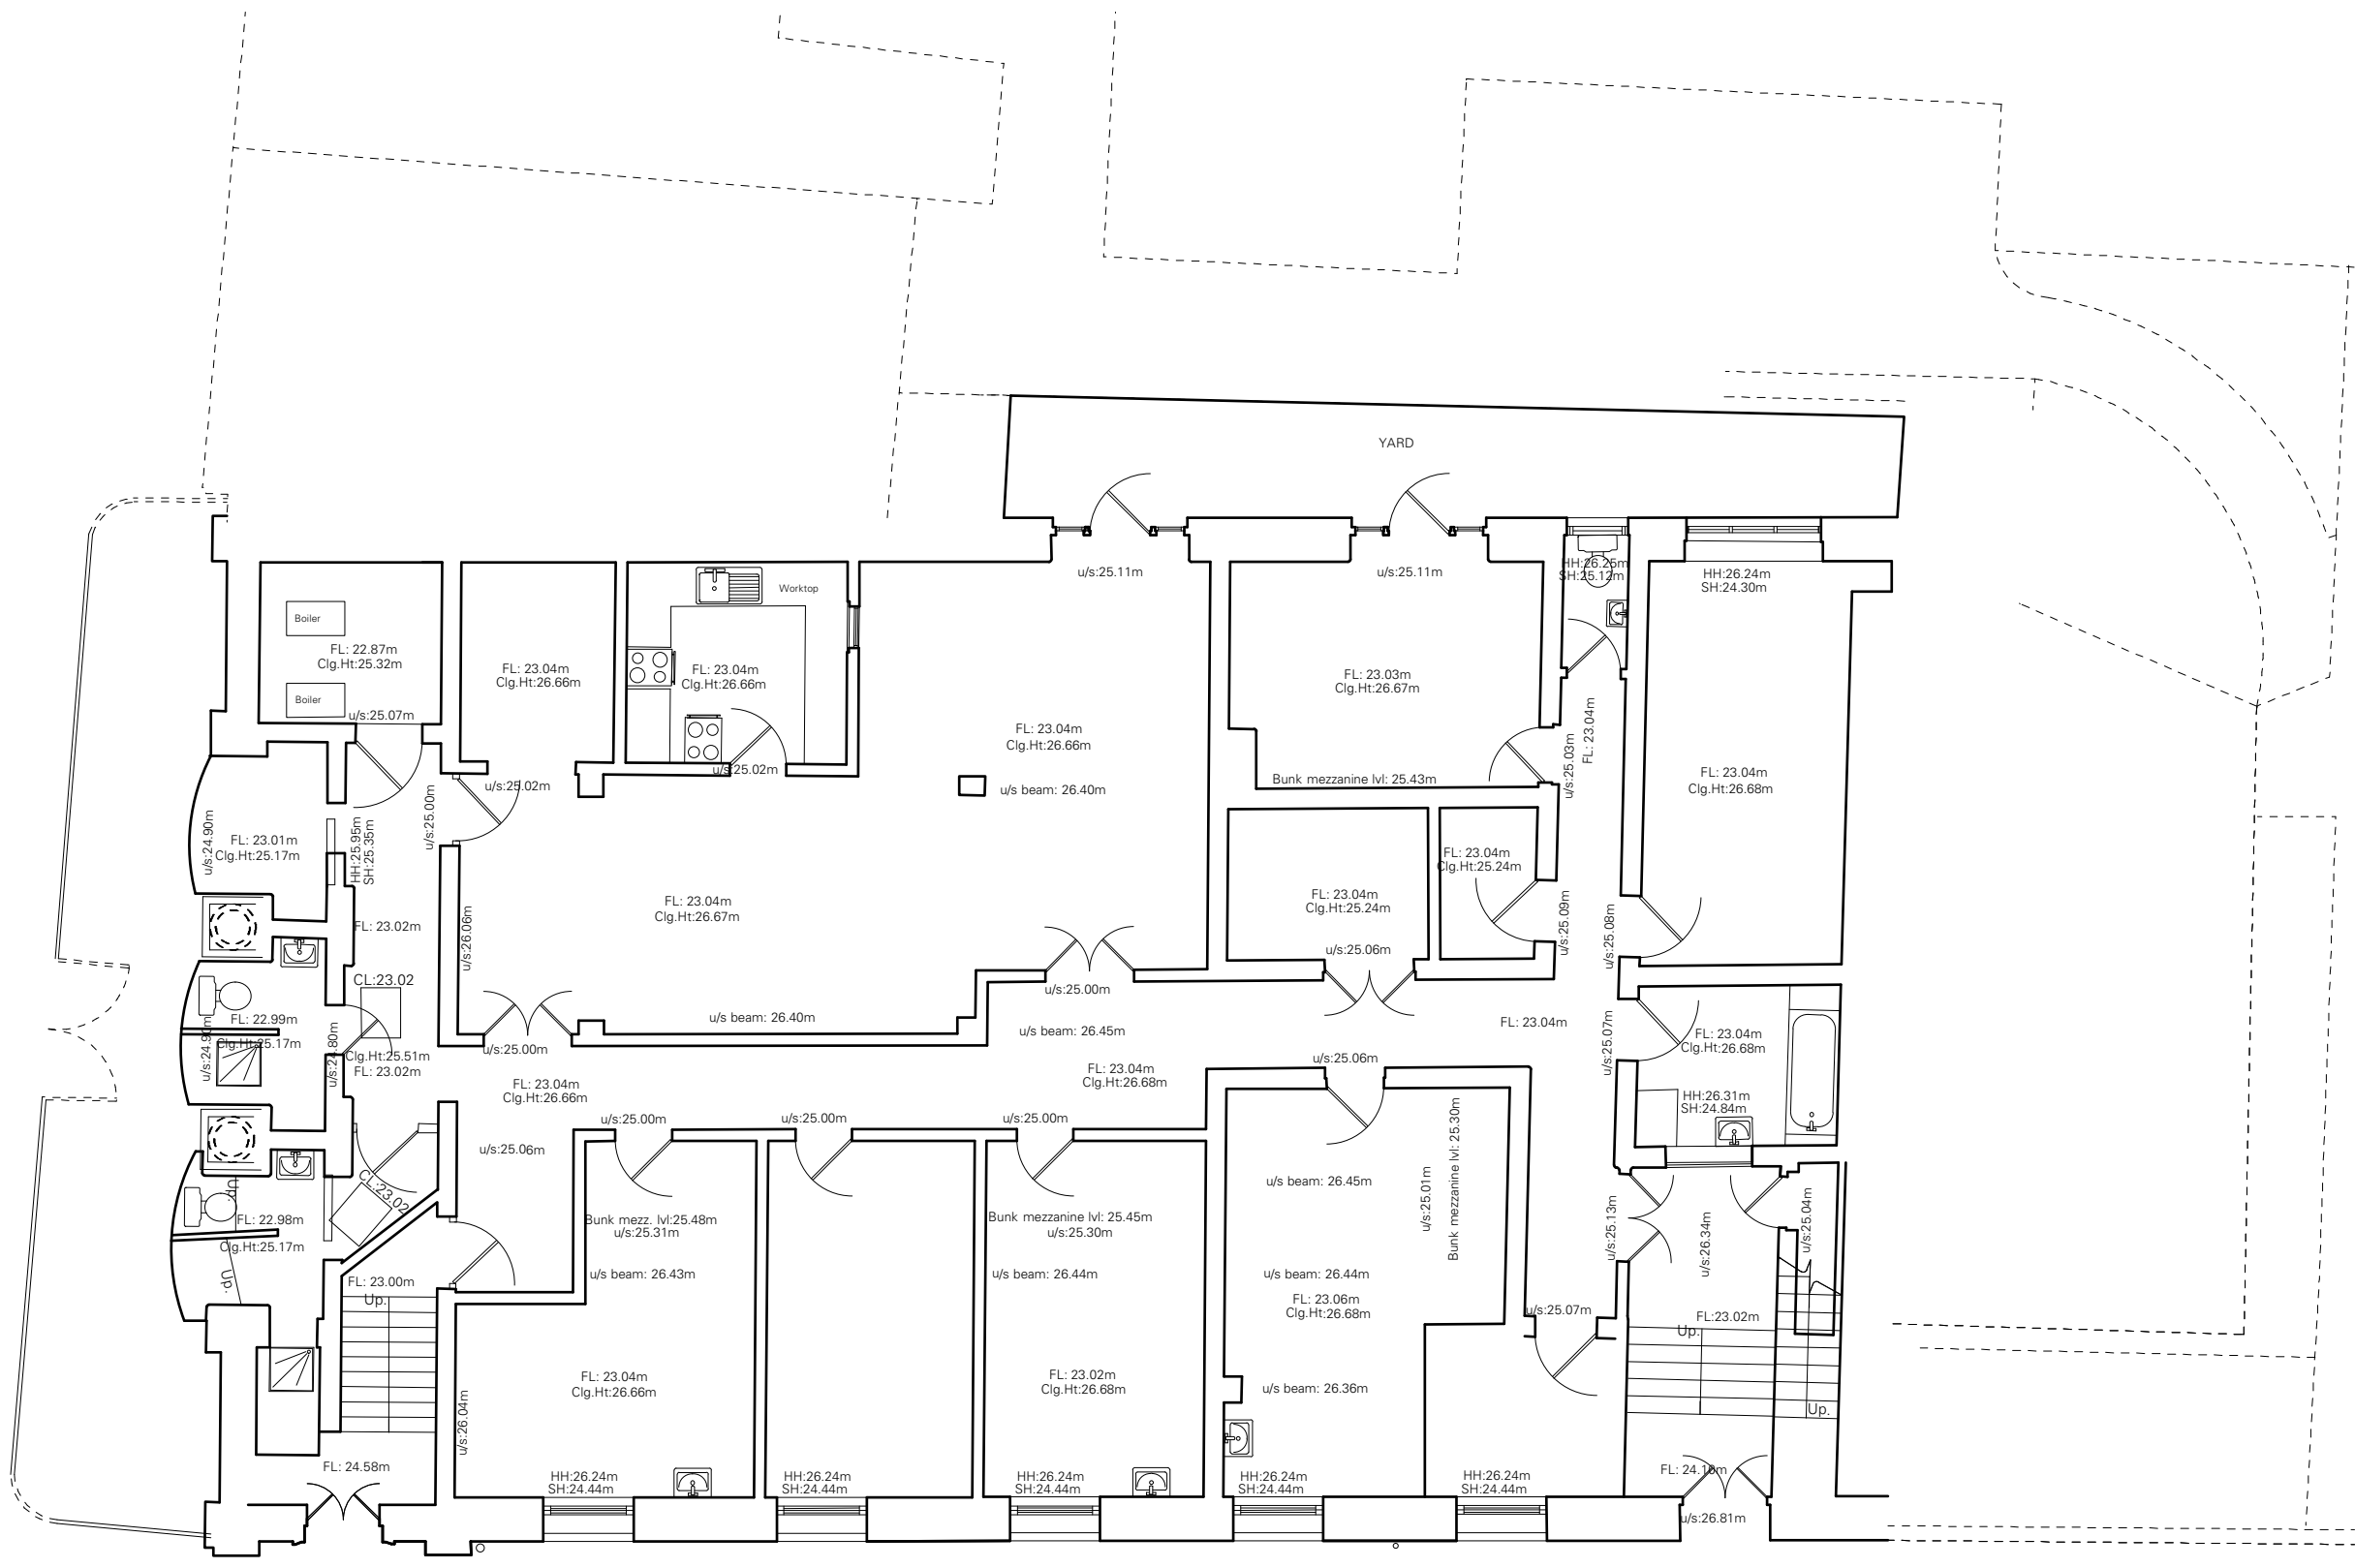 YARD
u/s:25.11m
u/s:25.11m
HH:26.25m
SH:25.12m
HH:26.24m
SH:24.30m
Boiler
FL: 22.87m
Clg.Ht:25.32m
Boiler
u/s:25.07m
FL: 23.04m
Clg.Ht:26.66m
Worktop
FL: 23.04m
Clg.Ht:26.66m
u/s:25.02m
u/s:25.02m
FL: 23.04m
Clg.Ht:26.66m
u/s beam: 26.40m
FL: 23.03m
Clg.Ht:26.67m
Bunk mezzanine lvl: 25.43m
FL: 23.04m
u/s:25.03m
FL: 23.04m
Clg.Ht:26.68m
u/s:24.90m
FL: 23.01m
Clg.Ht:25.17m
HH:25.95m
SH:25.35m
u/s:25.00m
FL: 23.02m
u/s:26.06m
FL: 23.04m
Clg.Ht:26.67m
FL: 23.04m
Clg.Ht:25.24m
u/s:25.06m
FL: 23.04m
Clg.Ht:25.24m
u/s:25.09m
u/s:25.08m
CL:23.02
FL: 22.99m
Clg.Ht:25.17m
u/s:24.80m
Clg.Ht:25.51m
FL: 23.02m
u/s:25.00m
u/s beam: 26.40m
u/s:25.00m
u/s beam: 26.45m
FL: 23.04m
u/s:25.07m
FL: 23.04m
Clg.Ht:26.68m
HH:26.31m
SH:24.84m
FL: 23.04m
Clg.Ht:26.66m
FL: 23.04m
Clg.Ht:26.68m
u/s:25.06m
u/s:25.00m
u/s:25.00m
u/s:25.00m
u/s:25.06m
Up.
CL:23.02
FL: 22.98m
Clg.Ht:25.17m
Up.
FL: 23.00m
Up.
Bunk mezz. lvl:25.48m
u/s:25.31m
u/s beam: 26.43m
Bunk mezzanine lvl: 25.45m
u/s:25.30m
u/s beam: 26.44m
u/s beam: 26.45m
u/s:25.01m
Bunk mezzanine lvl: 25.30m
u/s beam: 26.44m
FL: 23.06m
Clg.Ht:26.68m
u/s beam: 26.36m
u/s:25.07m
u/s:25.13m
u/s:26.34m
u/s:25.04m
FL:23.02m
Up.
Up.
FL: 23.04m
Clg.Ht:26.66m
FL: 23.02m
Clg.Ht:26.68m
u/s:26.04m
FL: 24.58m
HH:26.24m
SH:24.44m
HH:26.24m
SH:24.44m
HH:26.24m
SH:24.44m
HH:26.24m
SH:24.44m
HH:26.24m
SH:24.44m
u/s:26.81m